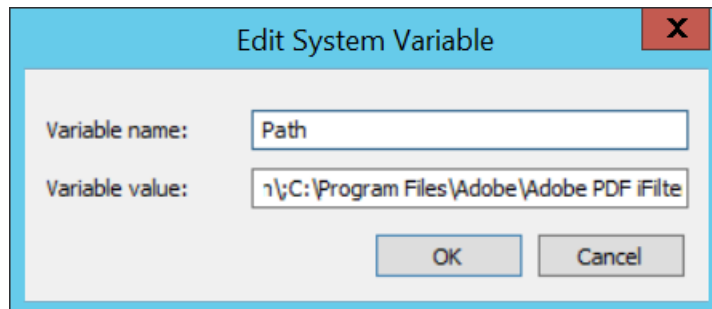 Edit System Variable
X
Variable name: Path
Variable value: \;C:\Program Files\Adobe\Adobe PDF iFilte
OK Cancel